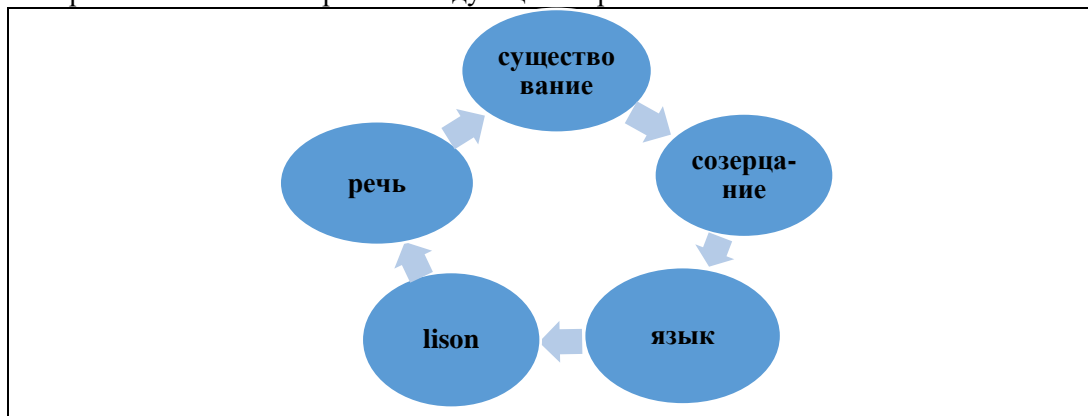 существо
вание
созерца-
ние
язык
lison
речь